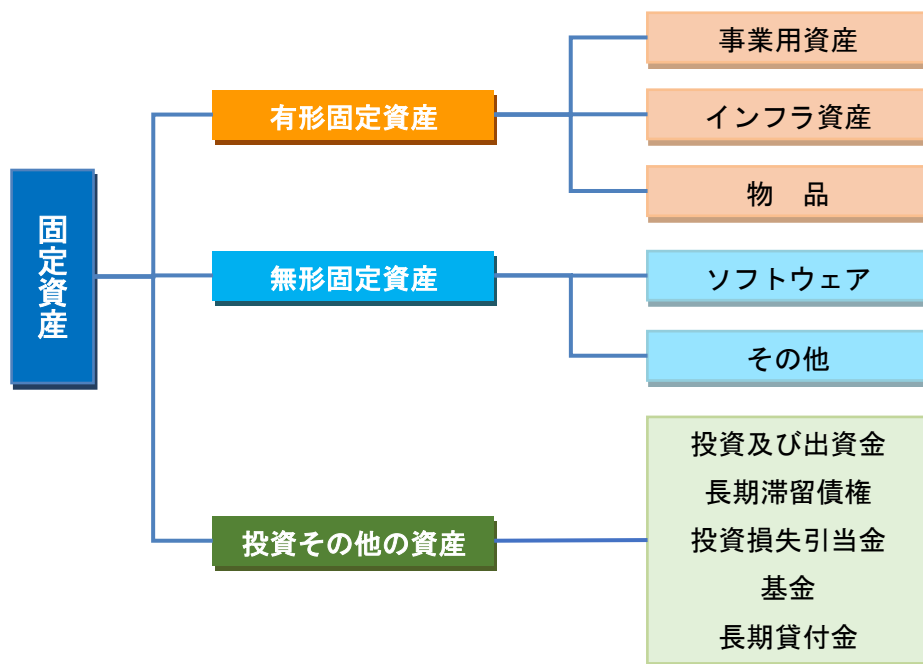 固定資産
有形固定資産
事業用資産
インフラ資産
物　品
無形固定資産
ソフトウェア
その他
投資その他の資産
投資及び出資金
長期滞留債権
投資損失引当金
基金
長期貸付金